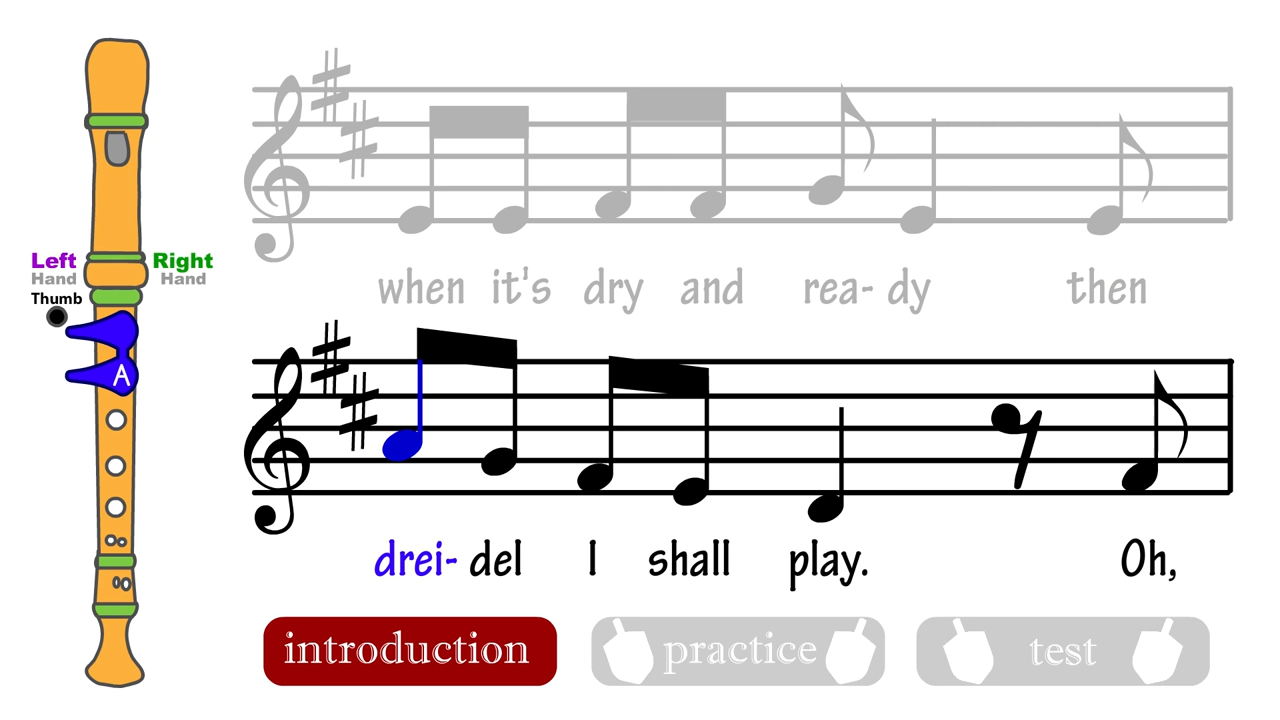 Left Hand
Right Hand
Thumb
A
when it's dry and rea- dy then
drei- del I shall play. Oh,
introduction
practice
test